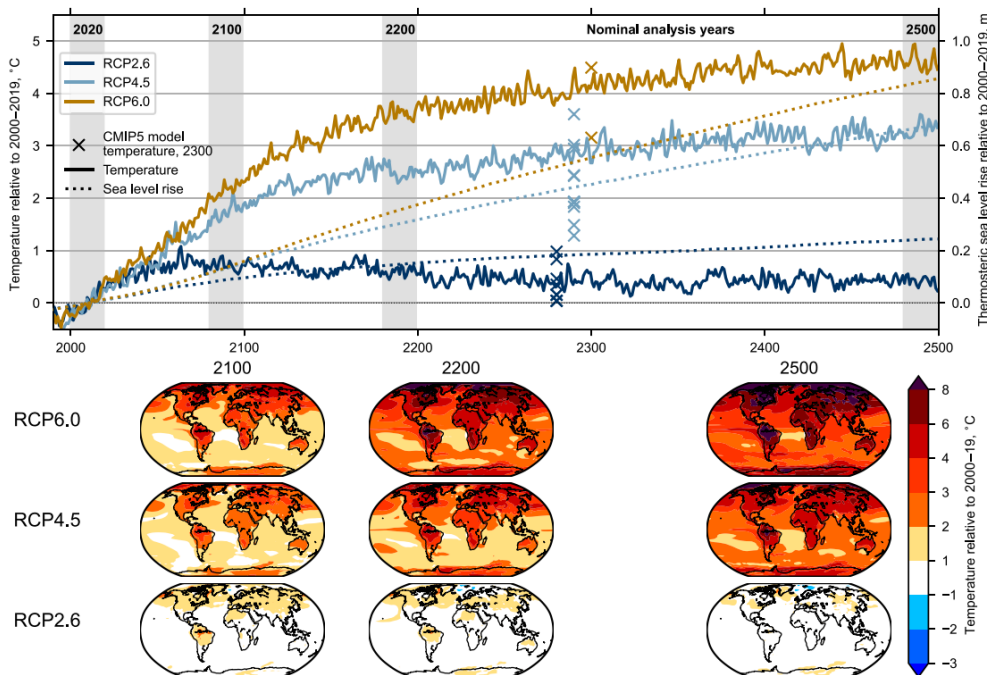 2020 2100 2200 Nominal analysis years 2500
5 1.0
RCP2.6
RCP4.5
RCP6.0
4 0.8
CMIP5 model
temperature, 2300
3 0.6
Temperature
Sea level rise
2 0.4
1 0.2
0 0.0
Temperature relative to 2000-2019, °C
Thermosteric sea level rise relative to 2000-2019, m
2000 2100 2200 2300 2400 2500
2100 2200 2500
RCP6.0
RCP4.5
RCP2.6
8
6
4
3
2
1
−1
−2
−3
Temperature relative to 2000–19, °C